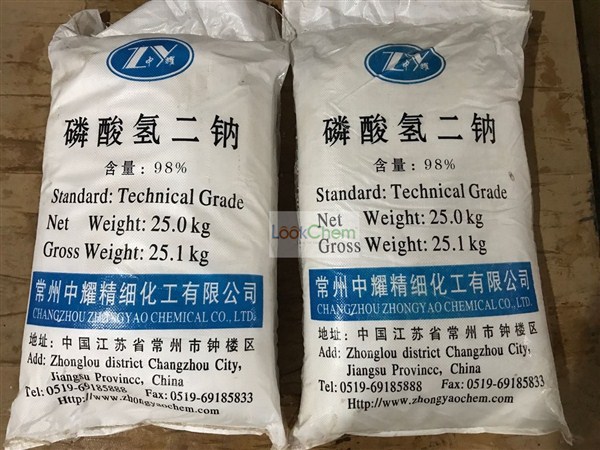 ZY
中耀
磷酸氢二钠
含量:98%
Standard: Technical Grade
Net Weight: 25.0 kg
Gross Weight: 25.1 kg
常州中耀精细化工有限公司
CHANGZHOU ZHONGYAO CHEMICAL CO., LTD.
地址:中国江苏省常州市钟楼区
Add: Zhonglou district Changzhou City,
Jiangsu Provincc, China
Tel: 0519-69185888 Fax: 0519-69185833
Http://www.zhongyaochem.com
ZY
中耀
磷酸氢二钠
含量:98%
Standard: Technical Grade
Net Weight: 25.0 kg
Gross Weight: 25.1 kg
常州中耀精细化工有限公司
CHANGZHOU ZHONGYAO CHEMICAL CO., LTD.
地址:中国江苏省常州市钟楼区
Add: Zhonglou district Changzhou City,
Jiangsu Provincc, China
Tel: 0519-69185888 Fax: 0519-69185833
Http://www.zhongyaochem.com
LookChem